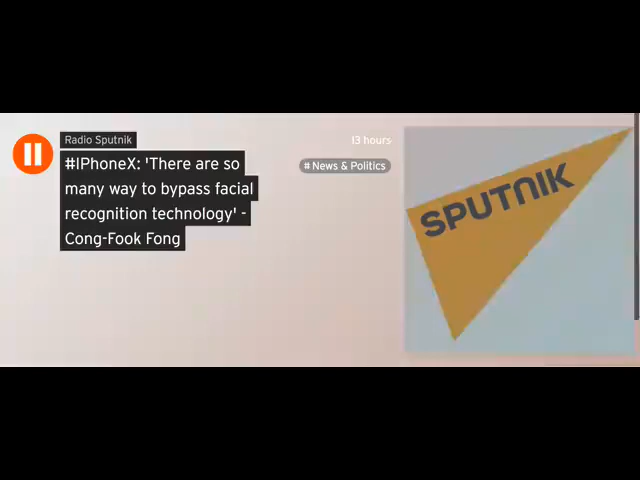 Radio Sputnik
13 hours
#IPhoneX: 'There are so
many way to bypass facial
recognition technology' -
Cong-Fook Fong
# News & Politics
SPUTNIK